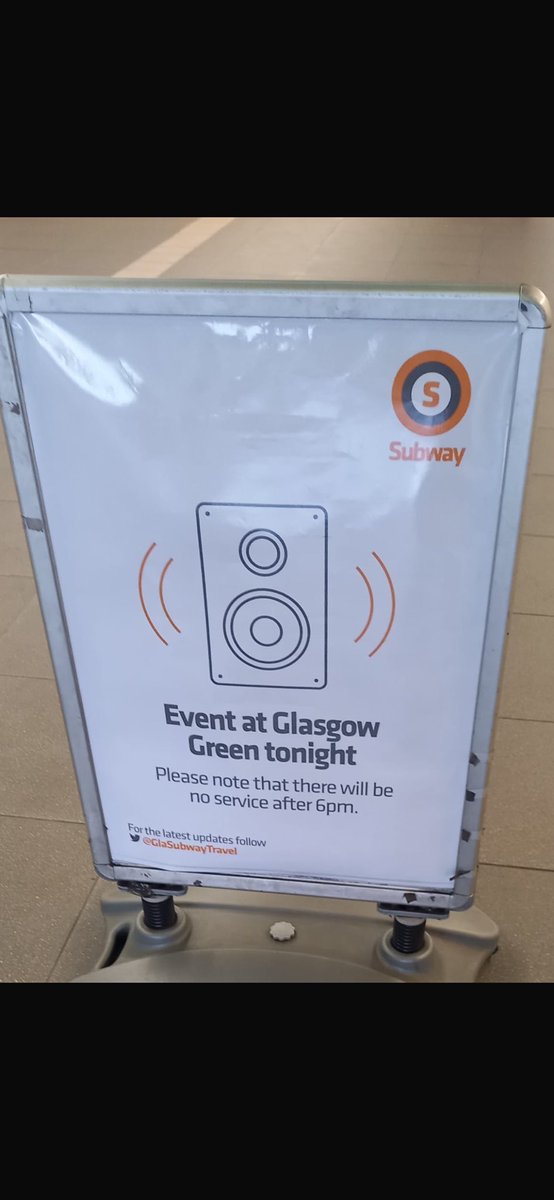 S
Subway
Event at Glasgow
Green tonight
Please note that there will be
no service after 6pm.
For the latest updates follow
@GlaSubwayTravel